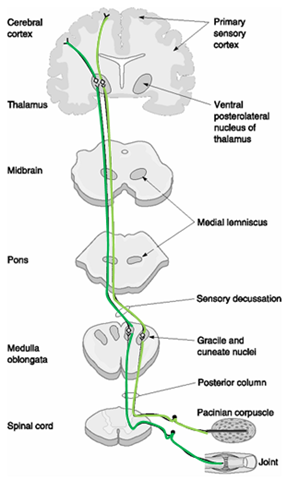 Cerebral
cortex
Primary
sensory
cortex
Thalamus
Ventral
posterolateral
nucleus of
thalamus
Midbrain
Medial lemniscus
Pons
Sensory decussation
Medulla
oblongata
Gracile and
cuneate nuclei
Posterior column
Spinal cord
Pacinian corpuscle
Joint